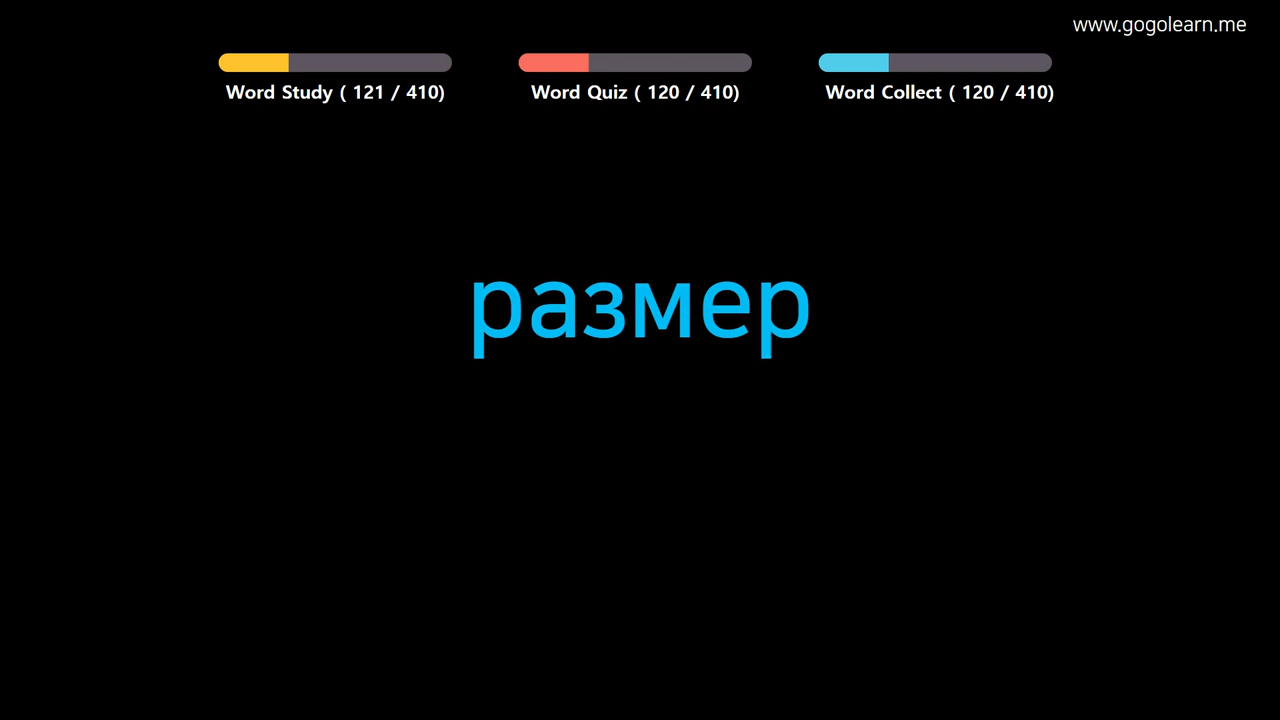 www.gogolearn.me
Word Study ( 121 / 410)
Word Quiz ( 120 / 410)
Word Collect ( 120 / 410)
размер